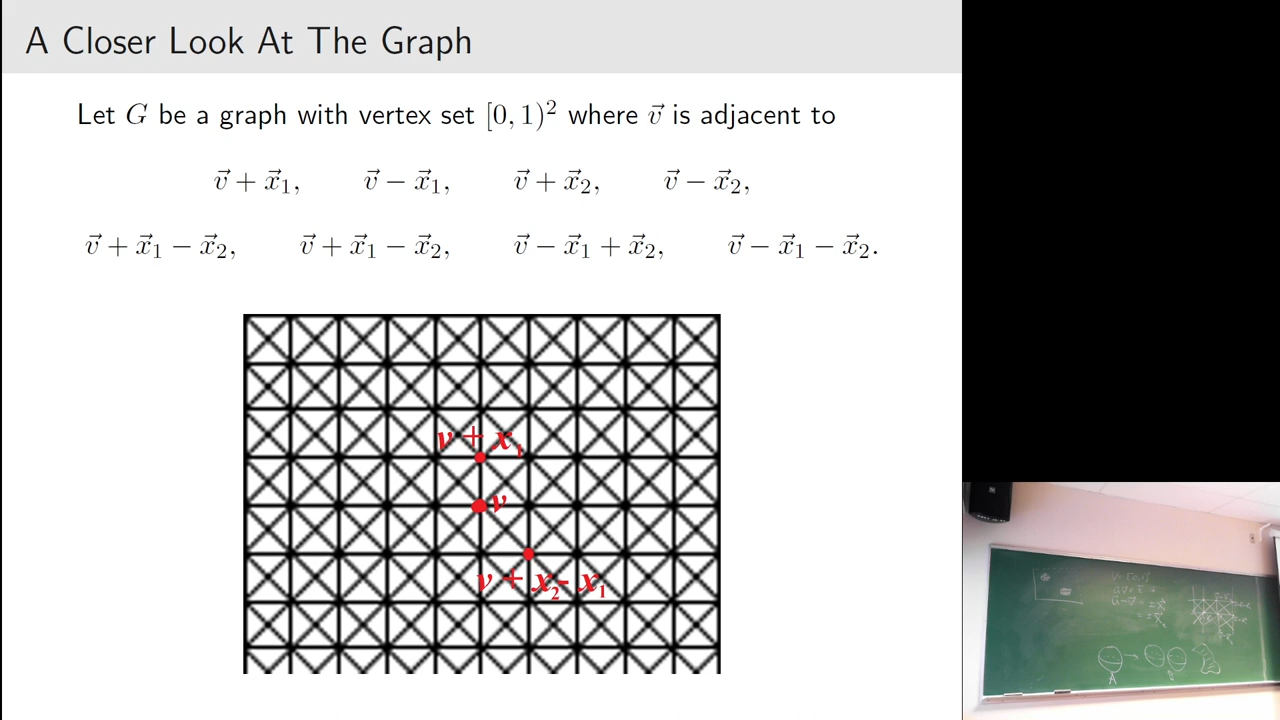 A Closer Look At The Graph
Let G be a graph with vertex set [0, 1)² where v⃗ is adjacent to
v⃗ + x⃗₁, v⃗ − x⃗₁, v⃗ + x⃗₂, v⃗ − x⃗₂,
v⃗ + x⃗₁ − x⃗₂, v⃗ + x⃗₁ − x⃗₂, v⃗ − x⃗₁ + x⃗₂, v⃗ − x⃗₁ − x⃗₂.
v + x₁
v
v + x₂- x₁
A